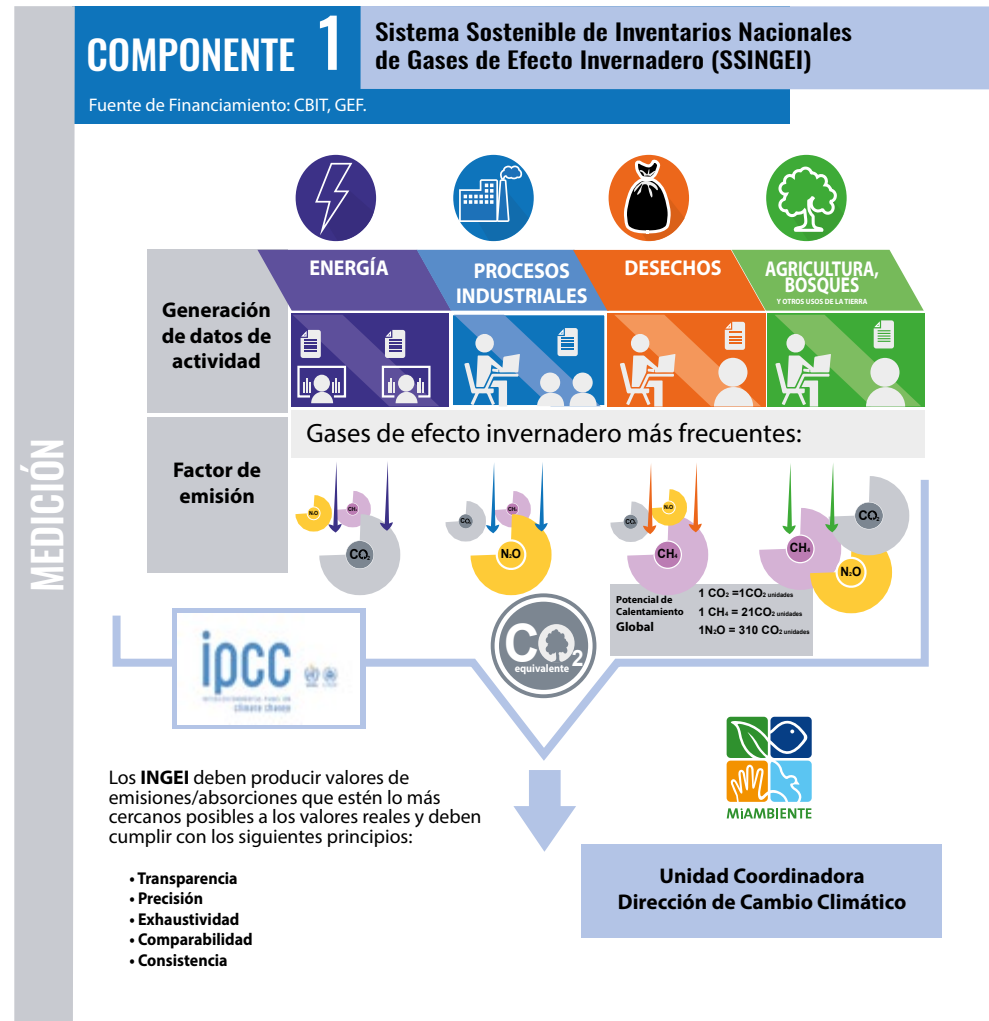 MEDICIÓN
COMPONENTE 1
Sistema Sostenible de Inventarios Nacionales
de Gases de Efecto Invernadero (SSINGEI)
Fuente de Financiamiento: CBIT, GEF.
ENERGÍA
PROCESOS
INDUSTRIALES
DESECHOS
AGRICULTURA,
BOSQUES
Y OTROS USOS DE LA TIERRA
Generación
de datos de
actividad
Factor de
emisión
Gases de efecto invernadero más frecuentes:
N₂O
CH₄
CO₂
CO₂
CH₄
N₂O
CO₂
N₂O
CH₄
CO₂
CH₄
N₂O
Potencial de
Calentamiento
Global
1 CO₂ =1CO₂ unidades
1 CH₄ = 21CO₂ unidades
1N₂O = 310 CO₂ unidades
CO₂
equivalente
ipcc
INTERGOVERNMENTAL PANEL ON
climate change
MiAMBIENTE
Los INGEI deben producir valores de
emisiones/absorciones que estén lo más
cercanos posibles a los valores reales y deben
cumplir con los siguientes principios:
• Transparencia
• Precisión
• Exhaustividad
• Comparabilidad
• Consistencia
Unidad Coordinadora
Dirección de Cambio Climático